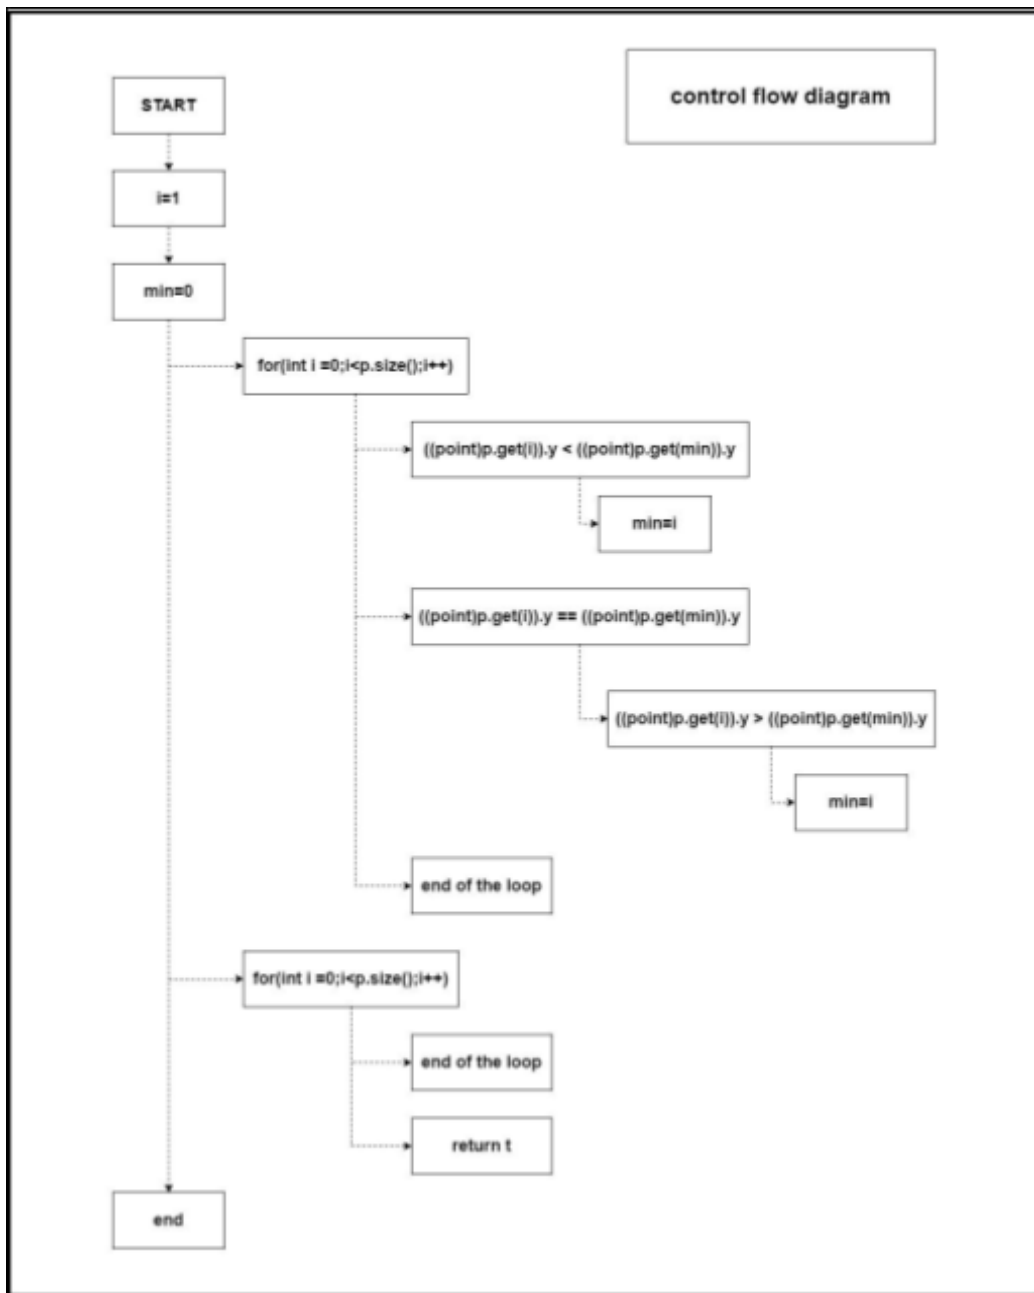 control flow diagram
START
i=1
min=0
for(int i =0;i<p.size();i++)
((point)p.get(i)).y < ((point)p.get(min)).y
min=i
((point)p.get(i)).y == ((point)p.get(min)).y
((point)p.get(i)).y > ((point)p.get(min)).y
min=i
end of the loop
for(int i =0;i<p.size();i++)
end of the loop
return t
end